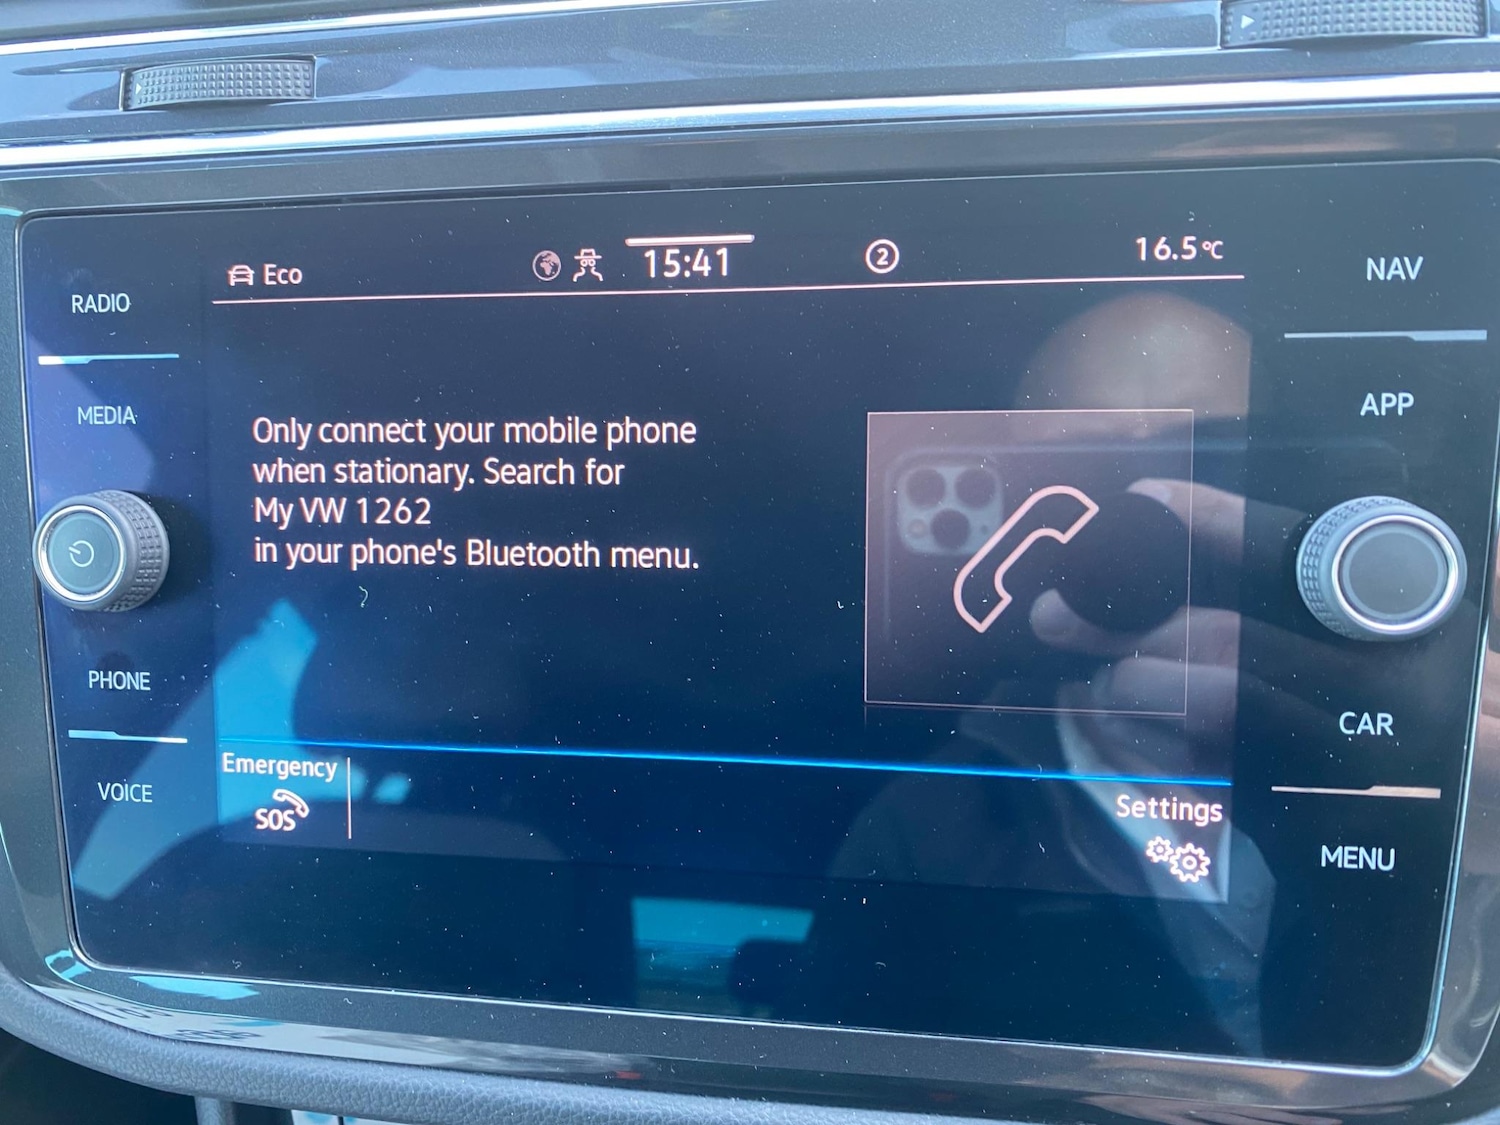 Eco
15:41
2
16.5°C
RADIO
MEDIA
PHONE
VOICE
Only connect your mobile phone
when stationary. Search for
My VW 1262
in your phone's Bluetooth menu.
Emergency
SOS
Settings
NAV
APP
CAR
MENU